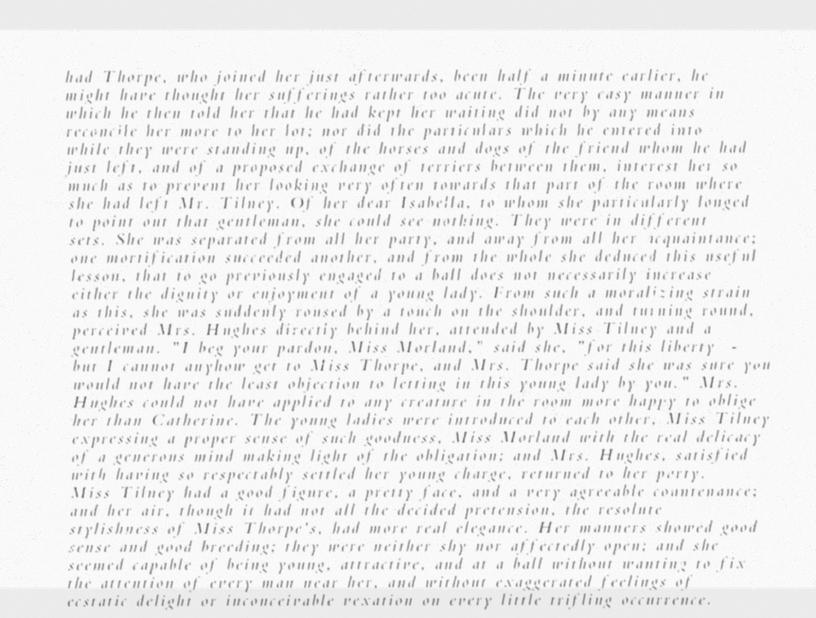 had Thorpe, who joined her just afterwards, been half a minute earlier, he
might have thought her sufferings rather too acute. The very easy manner in
which he then told her that he had kept her waiting did not by any means
reconcile her more to her lot; nor did the particulars which he entered into
while they were standing up, of the horses and dogs of the friend whom he had
just left, and of a proposed exchange of terriers between them, interest her so
much as to prevent her looking very often towards that part of the room where
she had left Mr. Tilney. Of her dear Isabella, to whom she particularly longed
to point out that gentleman, she could see nothing. They were in different
sets. She was separated from all her party, and away from all her acquaintance;
one mortification succeeded another, and from the whole she deduced this useful
lesson, that to go previously engaged to a ball does not necessarily increase
either the dignity or enjoyment of a young lady. From such a moralizing strain
as this, she was suddenly roused by a touch on the shoulder, and turning round,
perceived Mrs. Hughes directly behind her, attended by Miss Tilney and a
gentleman. "I beg your pardon, Miss Morland," said she, "for this liberty -
but I cannot anyhow get to Miss Thorpe, and Mrs. Thorpe said she was sure you
would not have the least objection to letting in this young lady by you." Mrs.
Hughes could not have applied to any creature in the room more happy to oblige
her than Catherine. The young ladies were introduced to each other, Miss Tilney
expressing a proper sense of such goodness, Miss Morland with the real delicacy
of a generous mind making light of the obligation; and Mrs. Hughes, satisfied
with having so respectably settled her young charge, returned to her party.
Miss Tilney had a good figure, a pretty face, and a very agreeable countenance;
and her air, though it had not all the decided pretension, the resolute
stylishness of Miss Thorpe's, had more real elegance. Her manners showed good
sense and good breeding; they were neither shy nor affectedly open; and she
seemed capable of being young, attractive, and at a ball without wanting to fix
the attention of every man near her, and without exaggerated feelings of
ecstatic delight or inconceivable vexation on every little trifling occurrence.